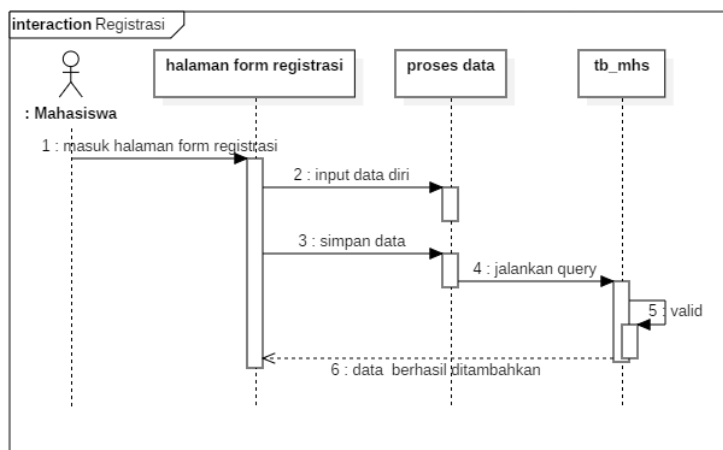 interaction Registrasi
halaman form registrasi
proses data
tb_mhs
: Mahasiswa
1 : masuk halaman form registrasi
2 : input data diri
3 : simpan data
4 : jalankan query
5 : valid
6 : data  berhasil ditambahkan